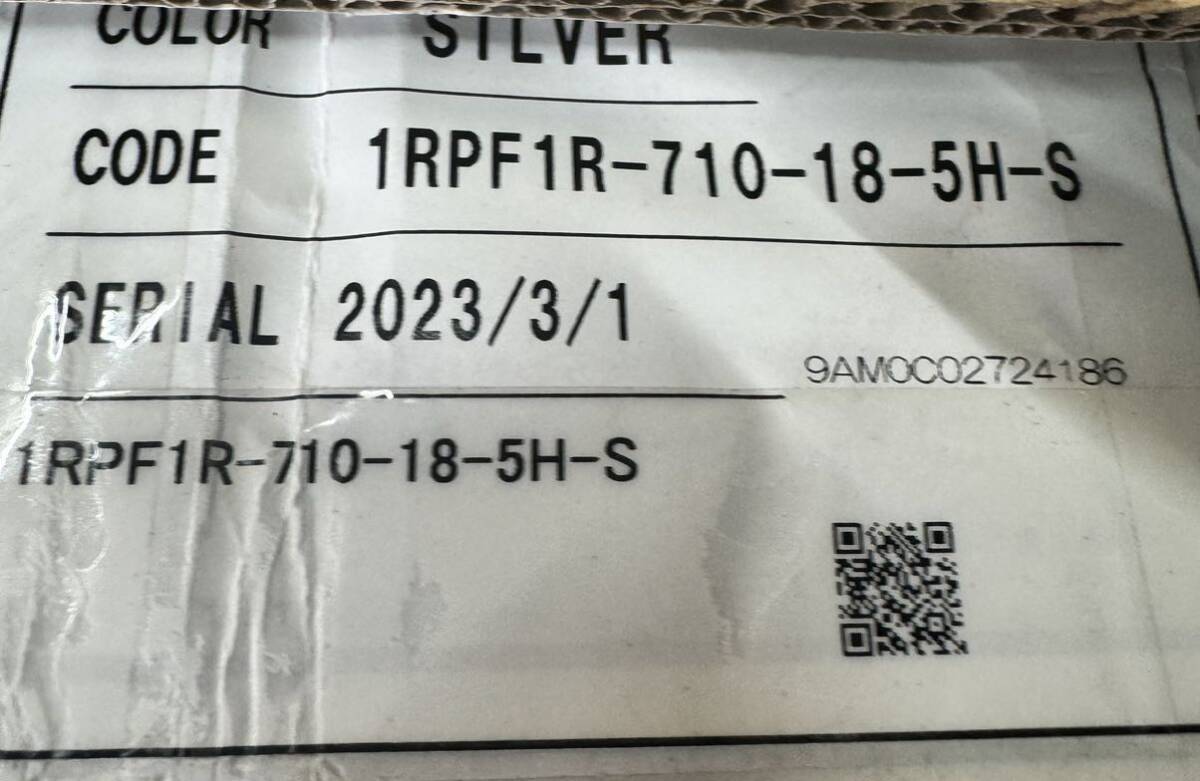 COLOR SILVER
CODE 1RPF1R-710-18-5H-S
SERIAL 2023/3/1
9AM0C02724186
1RPF1R-710-18-5H-S